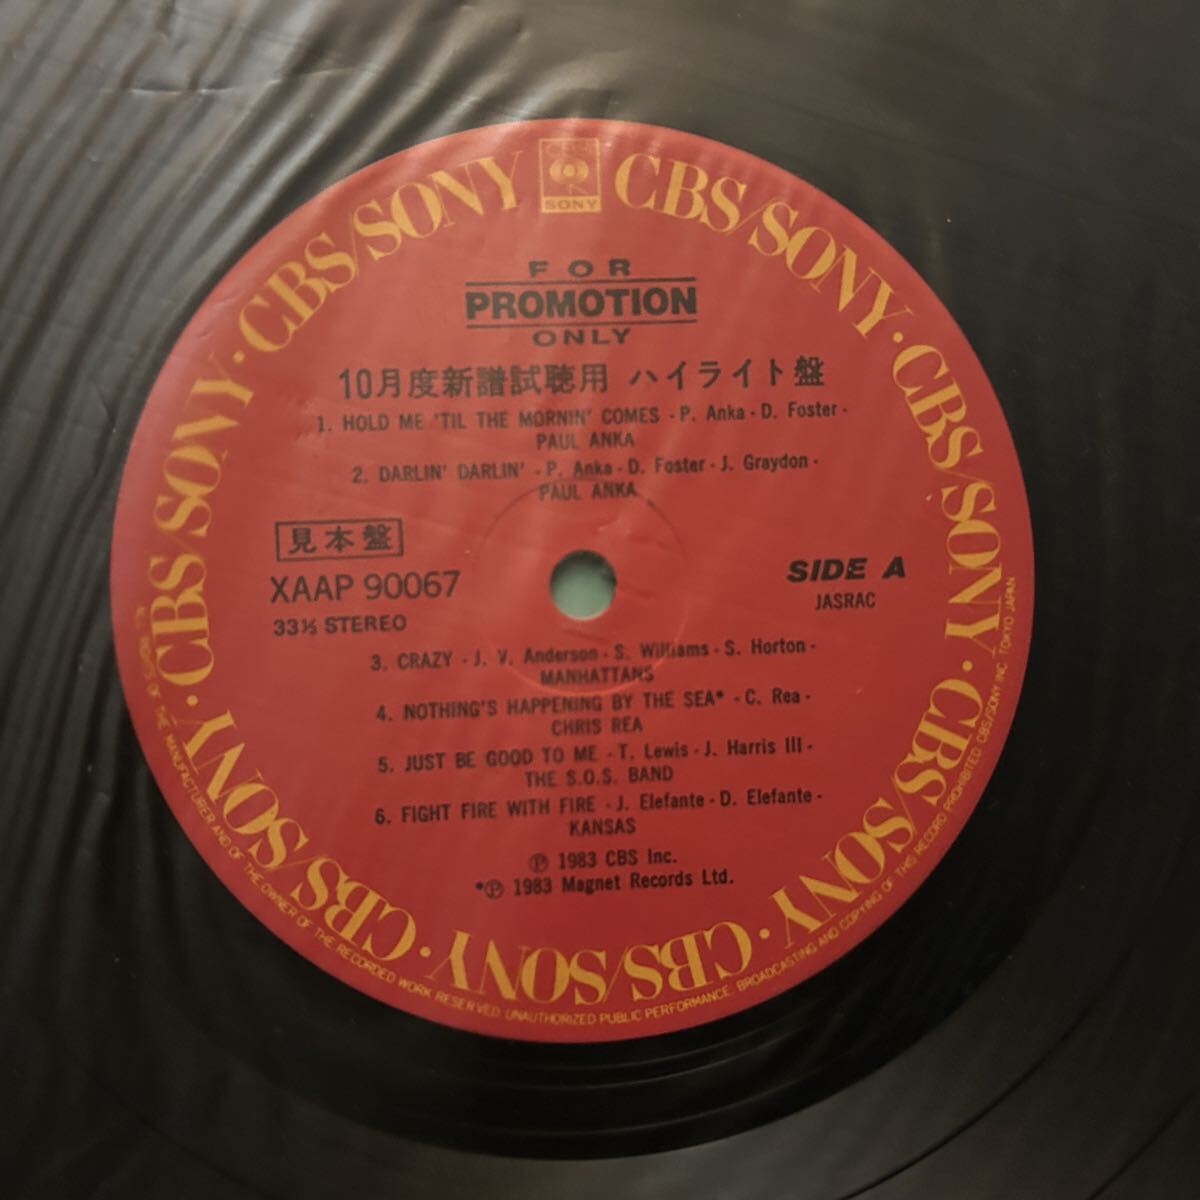 CBS/SONY · CBS/SONY · CBS/SONY · CBS/SONY · CBS/SONY · CBS/SONY · CBS/SONY · CBS/SONY
CBS
SONY
FOR
PROMOTION
ONLY
10月度新譜試聴用 ハイライト盤
1. HOLD ME 'TIL THE MORNIN' COMES - P. Anka - D. Foster -
PAUL ANKA
2. DARLIN' DARLIN' - P. Anka - D. Foster - J. Graydon -
PAUL ANKA
見本盤
XAAP 90067
33⅓ STEREO
SIDE A
JASRAC
3. CRAZY - J. V. Anderson - S. Williams - S. Horton -
MANHATTANS
4. NOTHING'S HAPPENING BY THE SEA* - C. Rea -
CHRIS REA
5. JUST BE GOOD TO ME - T. Lewis - J. Harris III -
THE S.O.S. BAND
6. FIGHT FIRE WITH FIRE - J. Elefante - D. Elefante -
KANSAS
℗ 1983 CBS Inc.
*℗ 1983 Magnet Records Ltd.
ALL RIGHTS OF THE MANUFACTURER AND OF THE OWNER OF THE RECORDED WORK RESERVED. UNAUTHORIZED PUBLIC PERFORMANCE, BROADCASTING AND COPYING OF THIS RECORD PROHIBITED CBS/SONY INC. TOKYO JAPAN